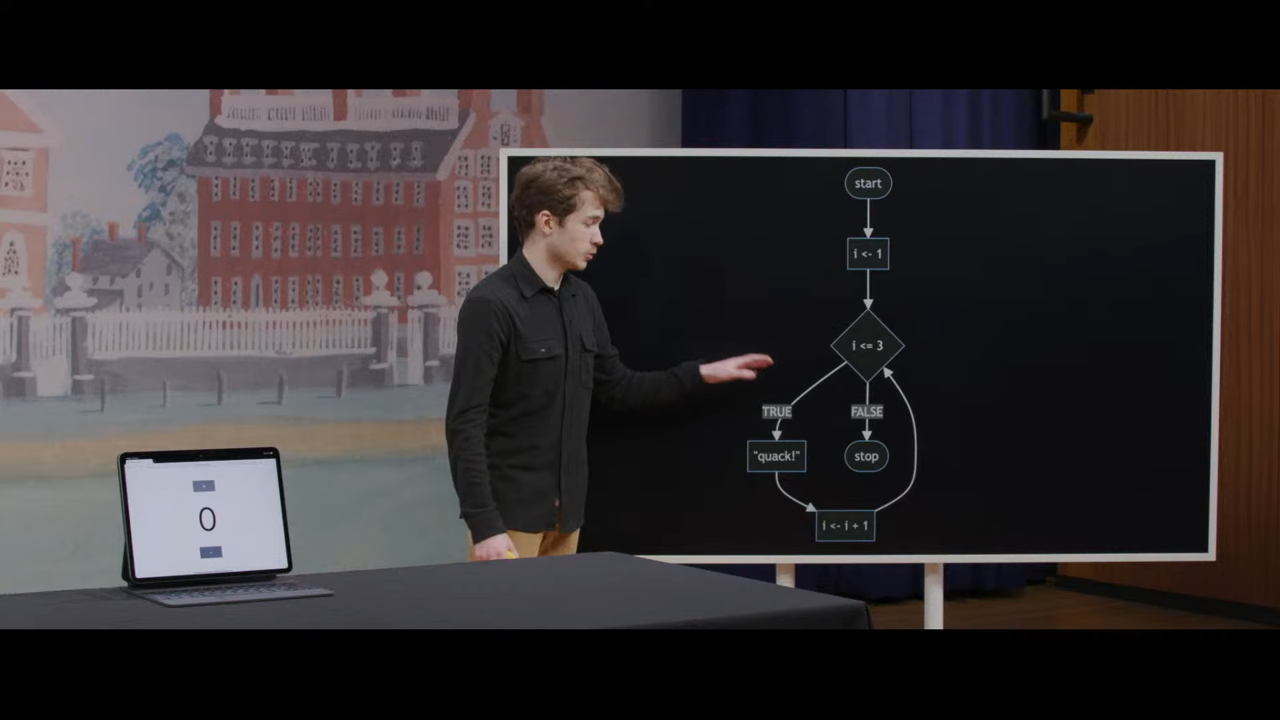 start
i <- 1
i <= 3
TRUE
FALSE
"quack!"
stop
i <- i + 1
0